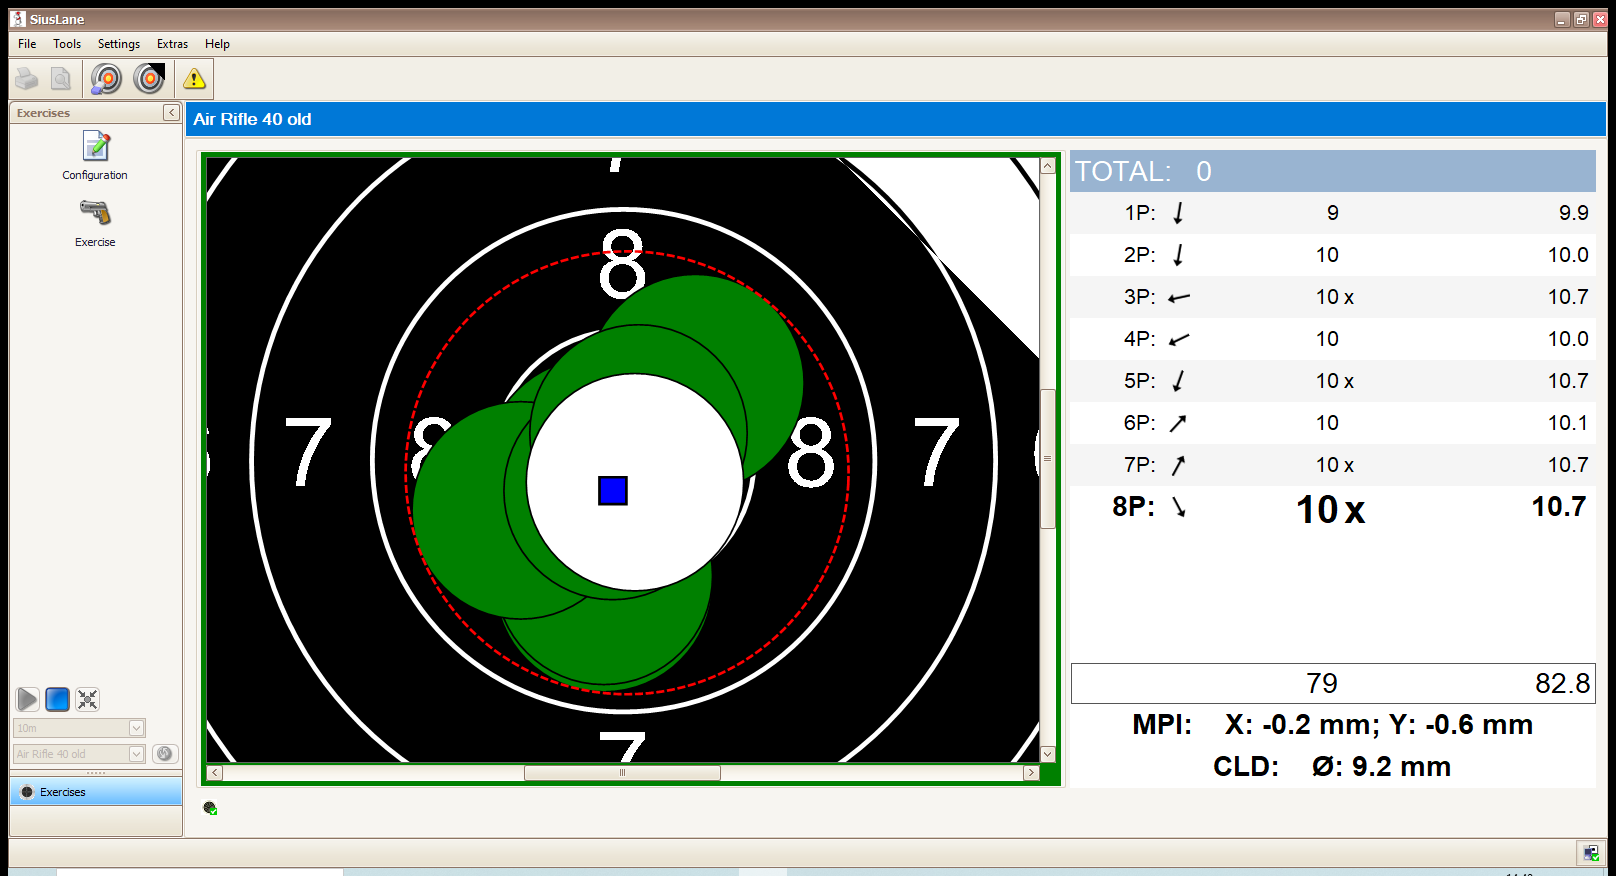 SiusLane
File Tools Settings Extras Help
Exercises
Configuration
Exercise
10m
Air Rifle 40 old
Exercises
Air Rifle 40 old
7
8
7 8 8 7
7
TOTAL: 0
1P: 9 9.9
2P: 10 10.0
3P: 10 x 10.7
4P: 10 10.0
5P: 10 x 10.7
6P: 10 10.1
7P: 10 x 10.7
8P: 10 x 10.7
79 82.8
MPI: X: -0.2 mm; Y: -0.6 mm
CLD: Ø: 9.2 mm